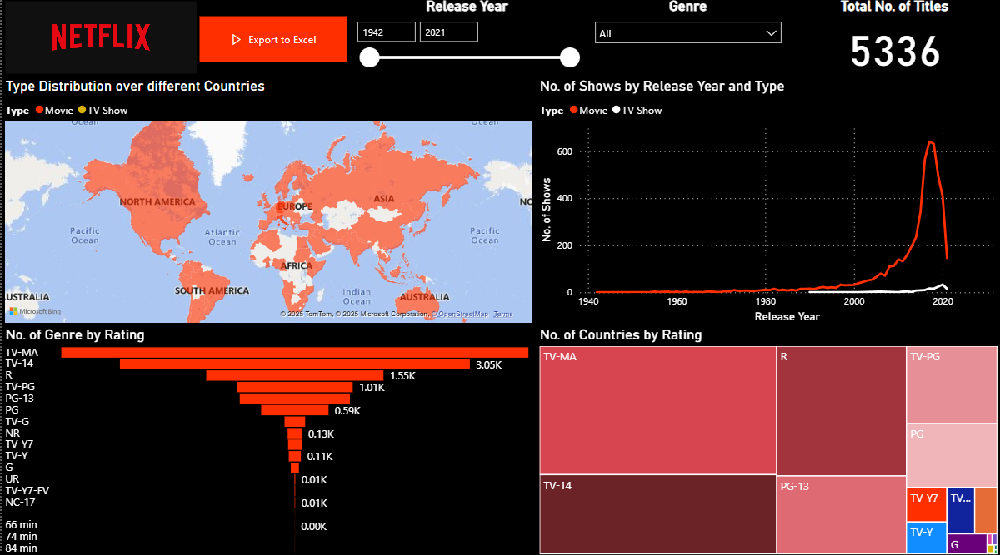 NETFLIX
Export to Excel
Release Year
1942
2021
Genre
All
Total No. of Titles
5336
Type Distribution over different Countries
Type Movie TV Show
Ocean
Ocean
NORTH AMERICA
EUROPE
ASIA
NO
Pacific
Ocean
Atlantic
Ocean
Pacific
Ocean
AFRICA
SOUTH AMERICA
Indian
Ocean
USTRALIA
AUSTRALIA
Microsoft Bing
© 2025 TomTom, © 2025 Microsoft Corporation, © OpenStreetMap Terms
No. of Shows by Release Year and Type
Type Movie TV Show
No. of Shows
600
400
200
0
1940
1960
1980
2000
2020
Release Year
No. of Genre by Rating
TV-MA
TV-14 3.05K
R 1.55K
TV-PG 1.01K
PG-13
PG 0.59K
TV-G
NR 0.13K
TV-Y7
TV-Y 0.11K
G
UR 0.01K
TV-Y7-FV
NC-17 0.01K
66 min 0.00K
74 min
84 min
No. of Countries by Rating
TV-MA
R
TV-PG
PG
TV-14
PG-13
TV-Y7
TV...
TV-Y
G